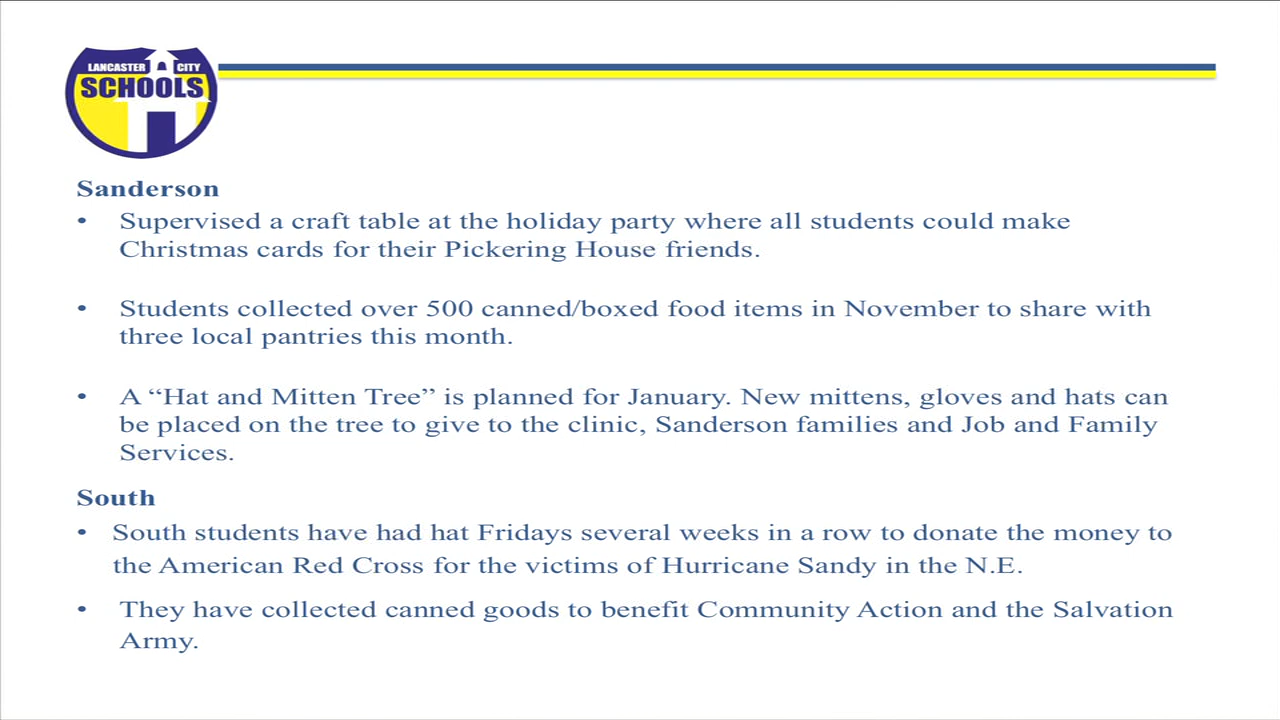 LANCASTER CITY
SCHOOLS
Sanderson
• Supervised a craft table at the holiday party where all students could make
Christmas cards for their Pickering House friends.
• Students collected over 500 canned/boxed food items in November to share with
three local pantries this month.
• A “Hat and Mitten Tree” is planned for January. New mittens, gloves and hats can
be placed on the tree to give to the clinic, Sanderson families and Job and Family
Services.
South
• South students have had hat Fridays several weeks in a row to donate the money to
the American Red Cross for the victims of Hurricane Sandy in the N.E.
• They have collected canned goods to benefit Community Action and the Salvation
Army.